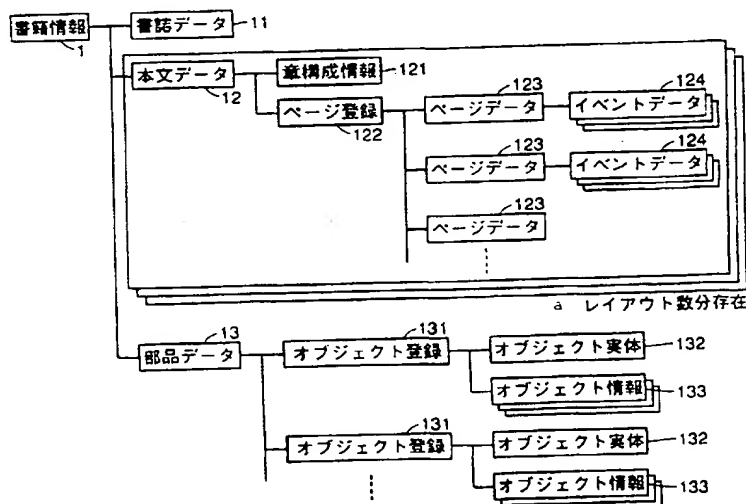 書籍情報
1
書誌データ
11
本文データ
12
章構成情報
121
ページ登録
122
ページデータ
123
イベントデータ
124
ページデータ
123
イベントデータ
124
ページデータ
123
a レイアウト数分存在
部品データ
13
オブジェクト登録
131
オブジェクト実体
132
オブジェクト情報
133
オブジェクト登録
131
オブジェクト実体
132
オブジェクト情報
133